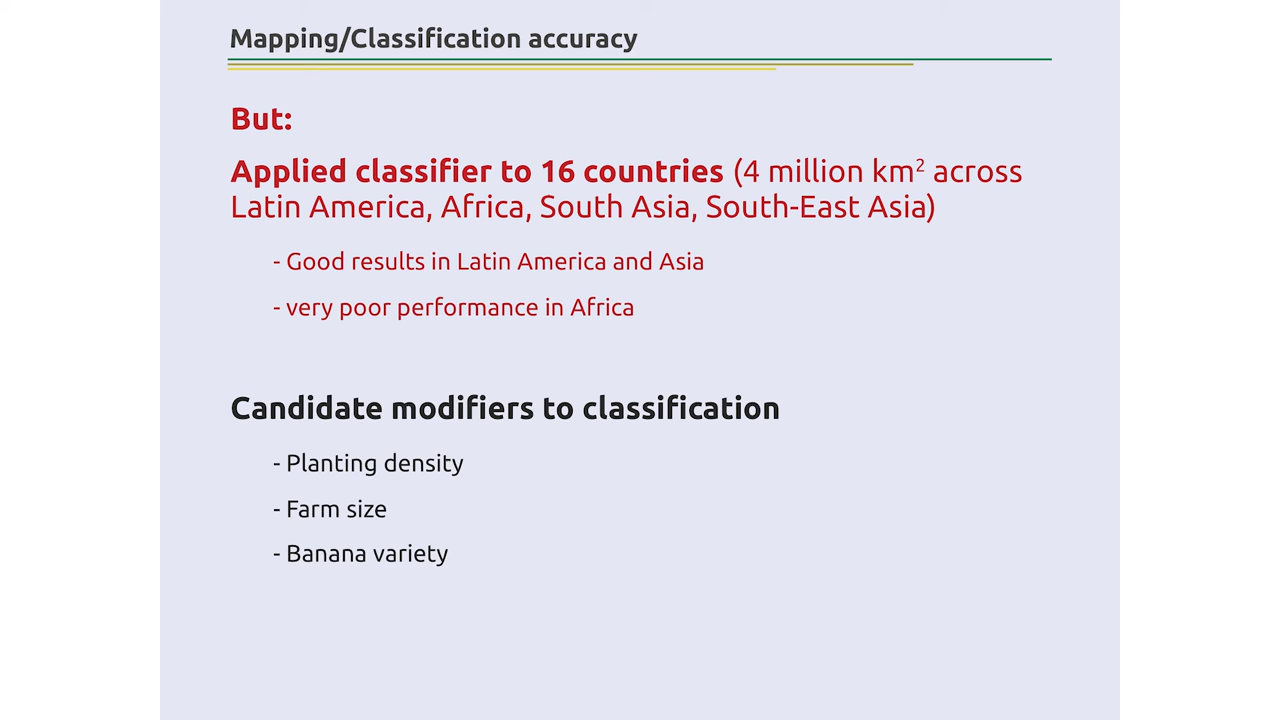 Mapping/Classification accuracy
But:
Applied classifier to 16 countries (4 million km² across
Latin America, Africa, South Asia, South-East Asia)
- Good results in Latin America and Asia
- very poor performance in Africa
Candidate modifiers to classification
- Planting density
- Farm size
- Banana variety